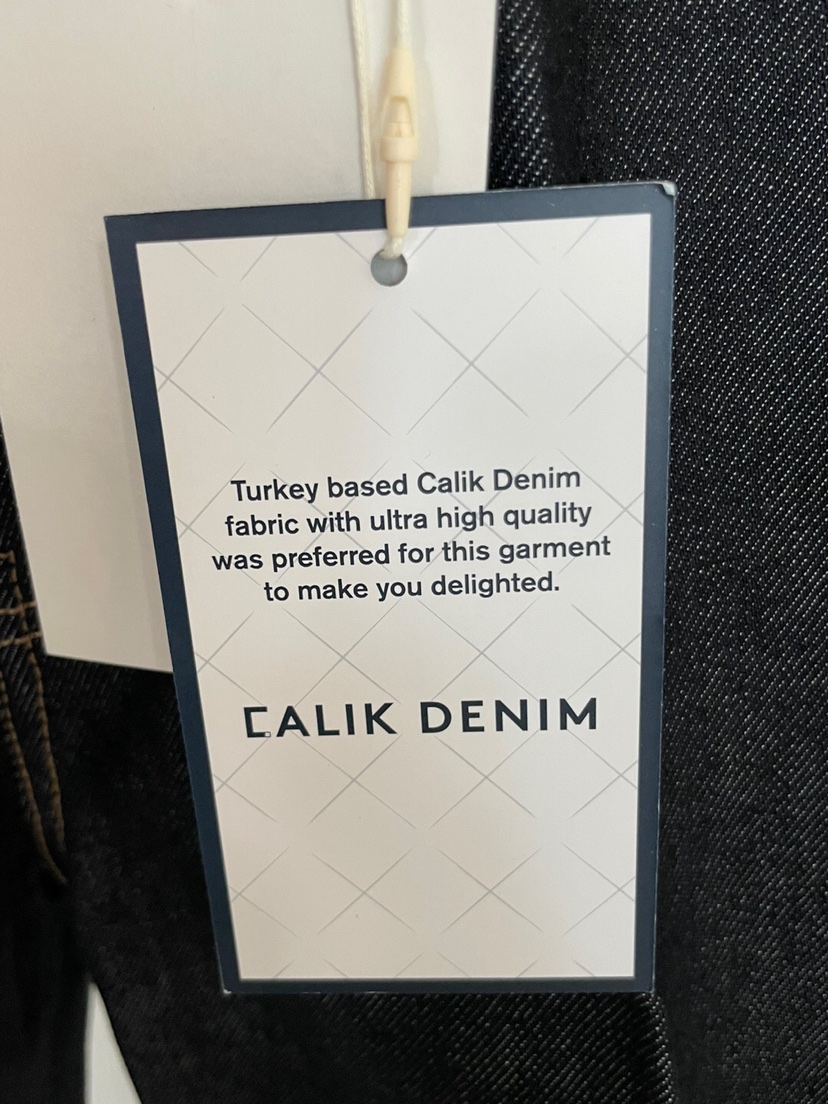 Turkey based Calik Denim
fabric with ultra high quality
was preferred for this garment
to make you delighted.
CALIK DENIM